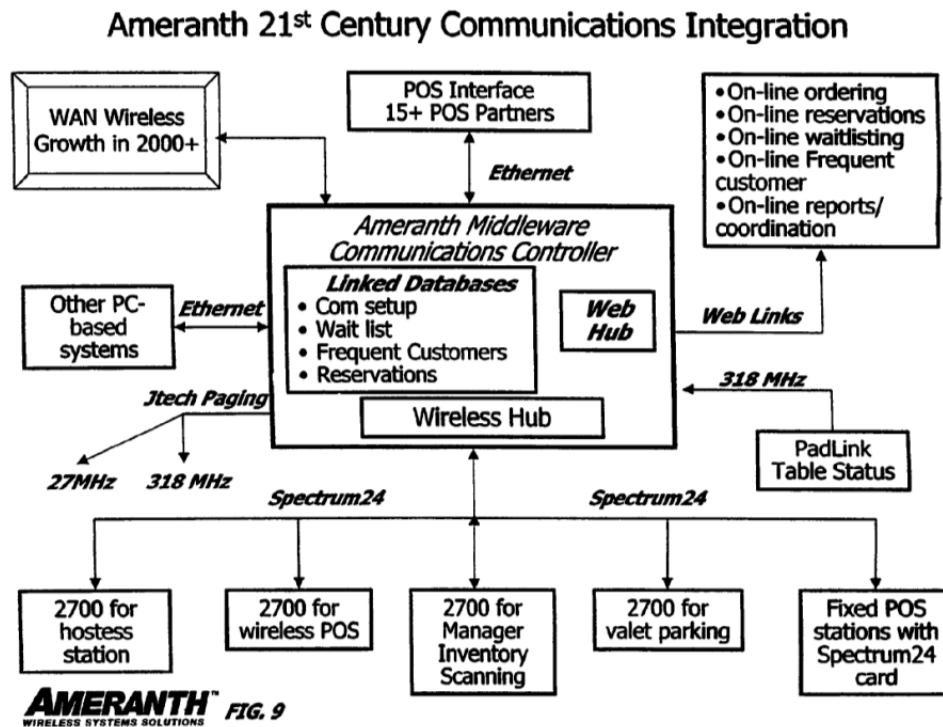 Ameranth 21st Century Communications Integration
WAN Wireless
Growth in 2000+
POS Interface
15+ POS Partners
• On-line ordering
• On-line reservations
• On-line waitlisting
• On-line Frequent
customer
• On-line reports/
coordination
Ethernet
Ameranth Middleware
Communications Controller
Linked Databases
• Com setup
• Wait list
• Frequent Customers
• Reservations
Web
Hub
Wireless Hub
Other PC-
based
systems
Ethernet
Web Links
318 MHz
PadLink
Table Status
Jtech Paging
27MHz
318 MHz
Spectrum24
Spectrum24
2700 for
hostess
station
2700 for
wireless POS
2700 for
Manager
Inventory
Scanning
2700 for
valet parking
Fixed POS
stations with
Spectrum24
card
AMERANTH™
WIRELESS SYSTEMS SOLUTIONS
FIG. 9